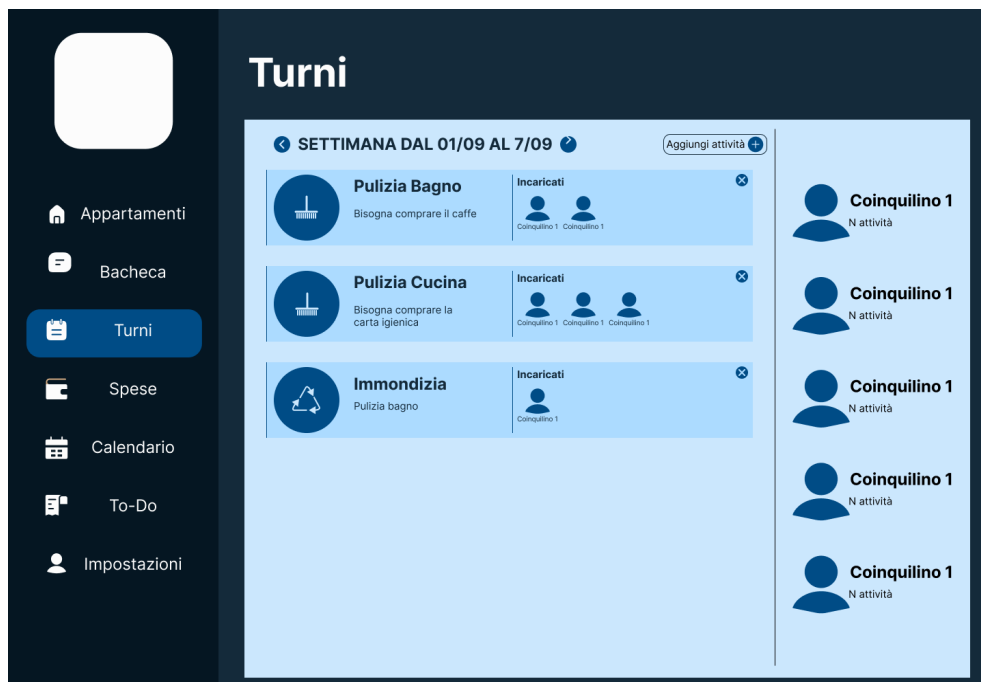 Turni
Appartamenti
Bacheca
Turni
Spese
Calendario
To-Do
Impostazioni
SETTIMANA DAL 01/09 AL 7/09
Aggiungi attività
Pulizia Bagno
Bisogna comprare il caffe
Incaricati
Coinquilino 1 Coinquilino 1
Pulizia Cucina
Bisogna comprare la
carta igienica
Incaricati
Coinquilino 1 Coinquilino 1 Coinquilino 1
Immondizia
Pulizia bagno
Incaricati
Coinquilino 1
Coinquilino 1
N attività
Coinquilino 1
N attività
Coinquilino 1
N attività
Coinquilino 1
N attività
Coinquilino 1
N attività